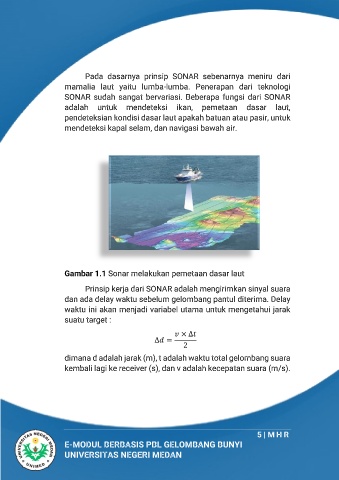 Pada dasarnya prinsip SONAR sebenarnya meniru dari
mamalia laut yaitu lumba-lumba. Penerapan dari teknologi
SONAR sudah sangat bervariasi. Beberapa fungsi dari SONAR
adalah untuk mendeteksi ikan, pemetaan dasar laut,
pendeteksian kondisi dasar laut apakah batuan atau pasir, untuk
mendeteksi kapal selam, dan navigasi bawah air.
Gambar 1.1 Sonar melakukan pemetaan dasar laut
Prinsip kerja dari SONAR adalah mengirimkan sinyal suara
dan ada delay waktu sebelum gelombang pantul diterima. Delay
waktu ini akan menjadi variabel utama untuk mengetahui jarak
suatu target :
Δd = v × Δt / 2
dimana d adalah jarak (m), t adalah waktu total gelombang suara
kembali lagi ke receiver (s), dan v adalah kecepatan suara (m/s).
5 | M H R
E-MODUL BERBASIS PBL GELOMBANG BUNYI
UNIVERSITAS NEGERI MEDAN
UNIVERSITAS NEGERI MEDAN
UNIMED